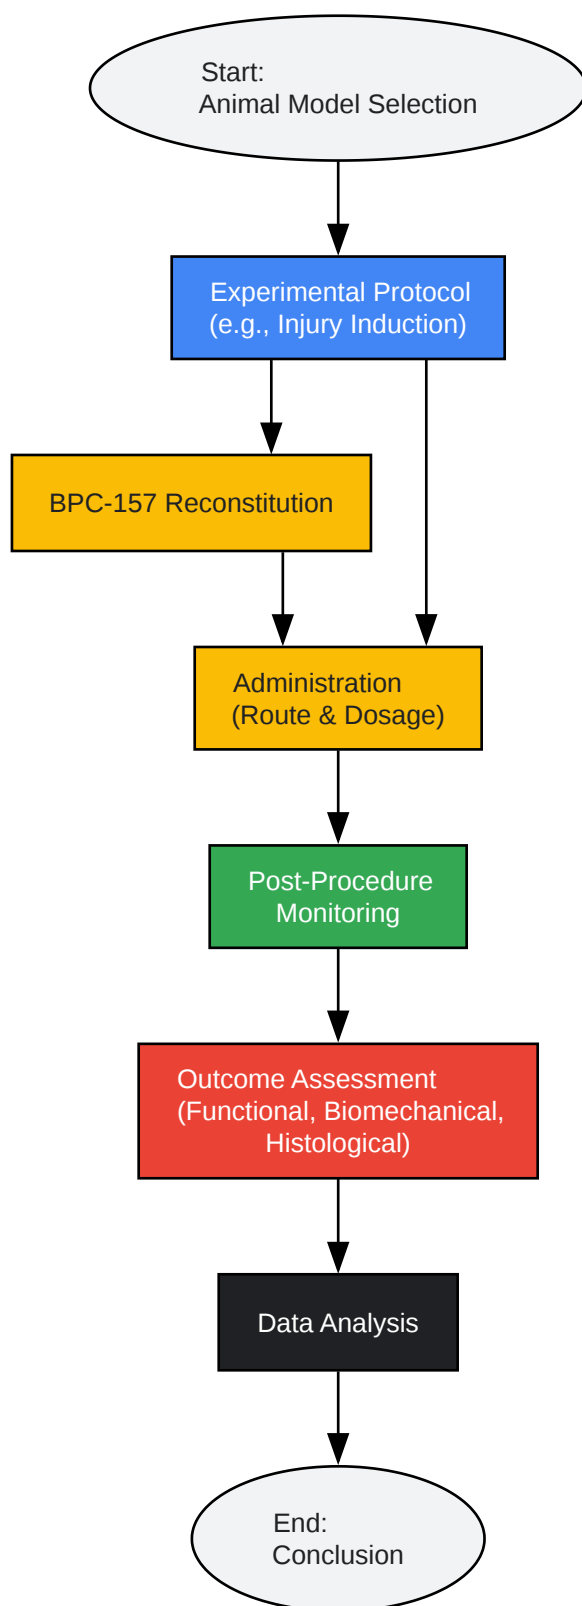 Start:
Animal Model Selection
Experimental Protocol
(e.g., Injury Induction)
BPC-157 Reconstitution
Administration
(Route & Dosage)
Post-Procedure
Monitoring
Outcome Assessment
(Functional, Biomechanical,
Histological)
Data Analysis
End:
Conclusion